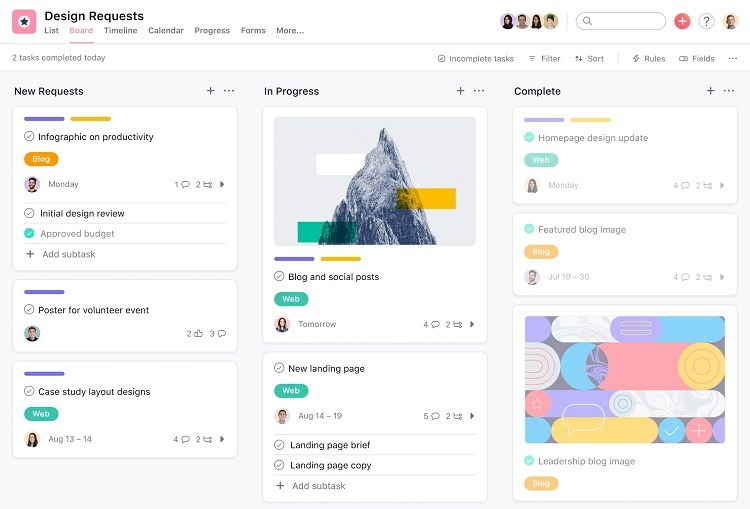 Design Requests
List Board Timeline Calendar Progress Forms More...
2 tasks completed today
Incomplete tasks Filter Sort Rules Fields
New Requests
Infographic on productivity
Blog
Monday 1 2
Initial design review
Approved budget
+ Add subtask
Poster for volunteer event
2 3
Case study layout designs
Web
Aug 13 – 14 4 2
In Progress
Blog and social posts
Web
Tomorrow 4 2
New landing page
Web
Aug 14 – 19 5 2
Landing page brief
Landing page copy
+ Add subtask
Complete
Homepage design update
Web
Monday 4 2
Featured blog image
Blog
Jul 19 – 30 4 2
Leadership blog image
Blog